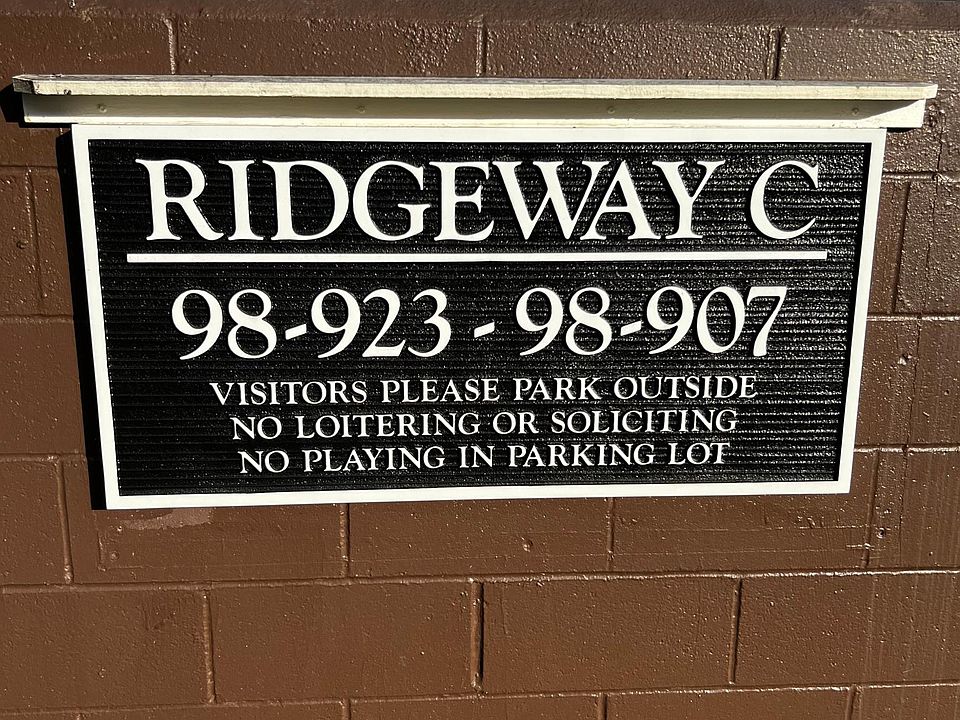 RIDGEWAY C
98-923 - 98-907
VISITORS PLEASE PARK OUTSIDE
NO LOITERING OR SOLICITING
NO PLAYING IN PARKING LOT